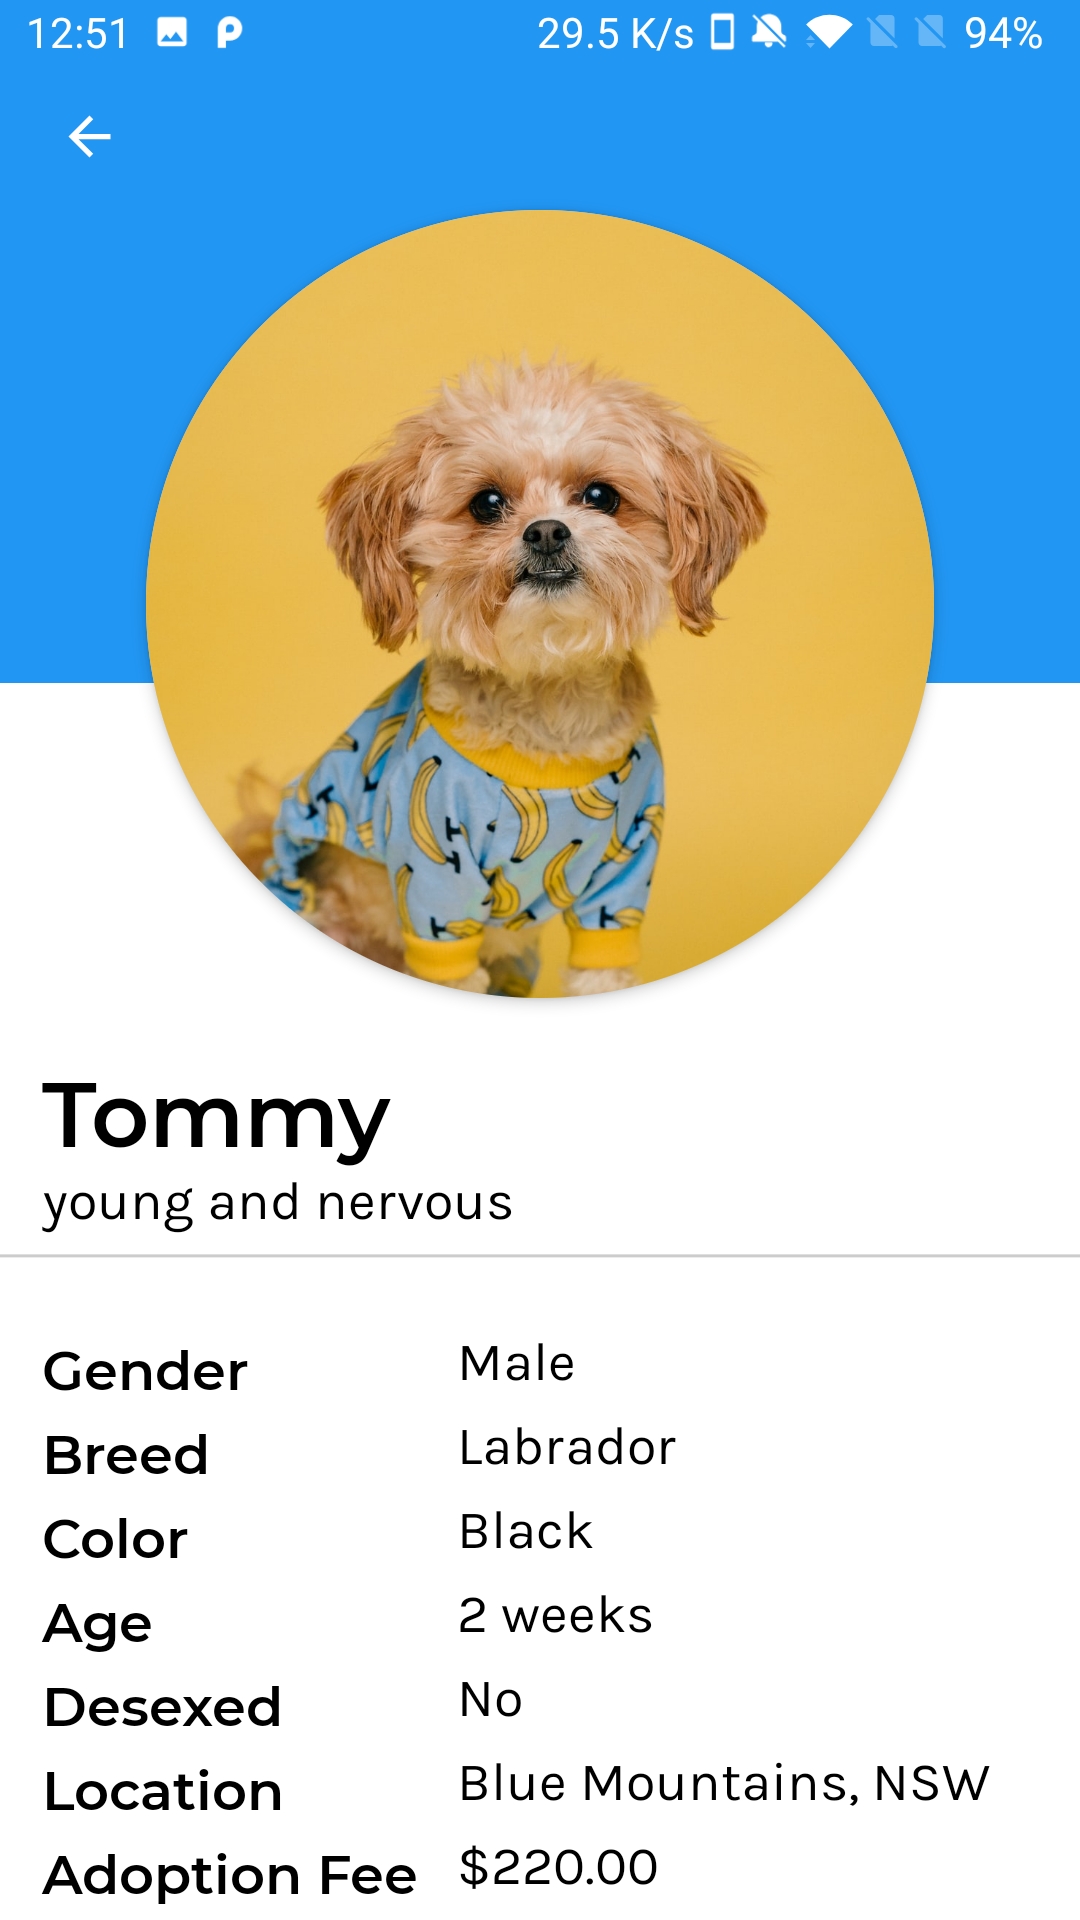 12:51 29.5 K/s 94%
Tommy
young and nervous
Gender Male
Breed Labrador
Color Black
Age 2 weeks
Desexed No
Location Blue Mountains, NSW
Adoption Fee $220.00